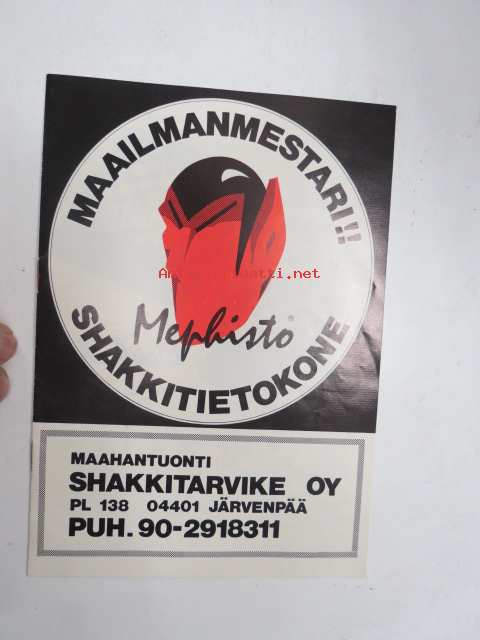 MAAILMANMESTARI!!!
Mephisto
SHAKKITIETOKONE
MAAHANTUONTI
SHAKKITARVIKE OY
PL 138 04401 JÄRVENPÄÄ
PUH. 90-2918311